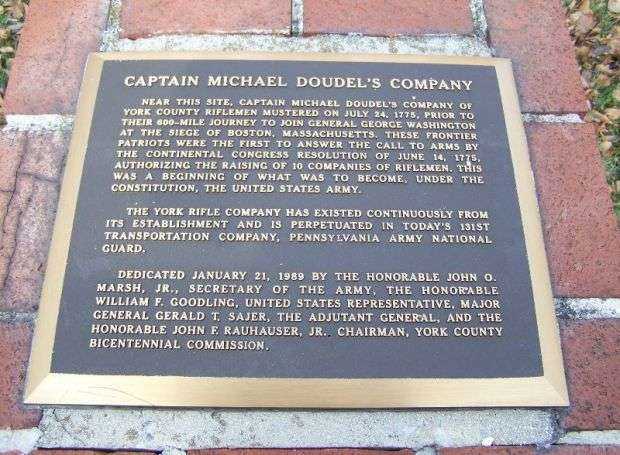 CAPTAIN MICHAEL DOUDEL'S COMPANY
NEAR THIS SITE, CAPTAIN MICHAEL DOUDEL'S COMPANY OF
YORK COUNTY RIFLEMEN MUSTERED ON JULY 24, 1775, PRIOR TO
THEIR 600-MILE JOURNEY TO JOIN GENERAL GEORGE WASHINGTON
AT THE SIEGE OF BOSTON, MASSACHUSETTS. THESE FRONTIER
PATRIOTS WERE THE FIRST TO ANSWER THE CALL TO ARMS BY
THE CONTINENTAL CONGRESS RESOLUTION OF JUNE 14, 1775,
AUTHORIZING THE RAISING OF 10 COMPANIES OF RIFLEMEN. THIS
WAS A BEGINNING OF WHAT WAS TO BECOME, UNDER THE
CONSTITUTION, THE UNITED STATES ARMY.
THE YORK RIFLE COMPANY HAS EXISTED CONTINUOUSLY FROM
ITS ESTABLISHMENT AND IS PERPETUATED IN TODAY'S 131ST
TRANSPORTATION COMPANY, PENNSYLVANIA ARMY NATIONAL
GUARD.
DEDICATED JANUARY 21, 1989 BY THE HONORABLE JOHN O.
MARSH, JR., SECRETARY OF THE ARMY, THE HONORABLE
WILLIAM F. GOODLING, UNITED STATES REPRESENTATIVE, MAJOR
GENERAL GERALD T. SAJER, THE ADJUTANT GENERAL, AND THE
HONORABLE JOHN F. RAUHAUSER, JR.. CHAIRMAN, YORK COUNTY
BICENTENNIAL COMMISSION.